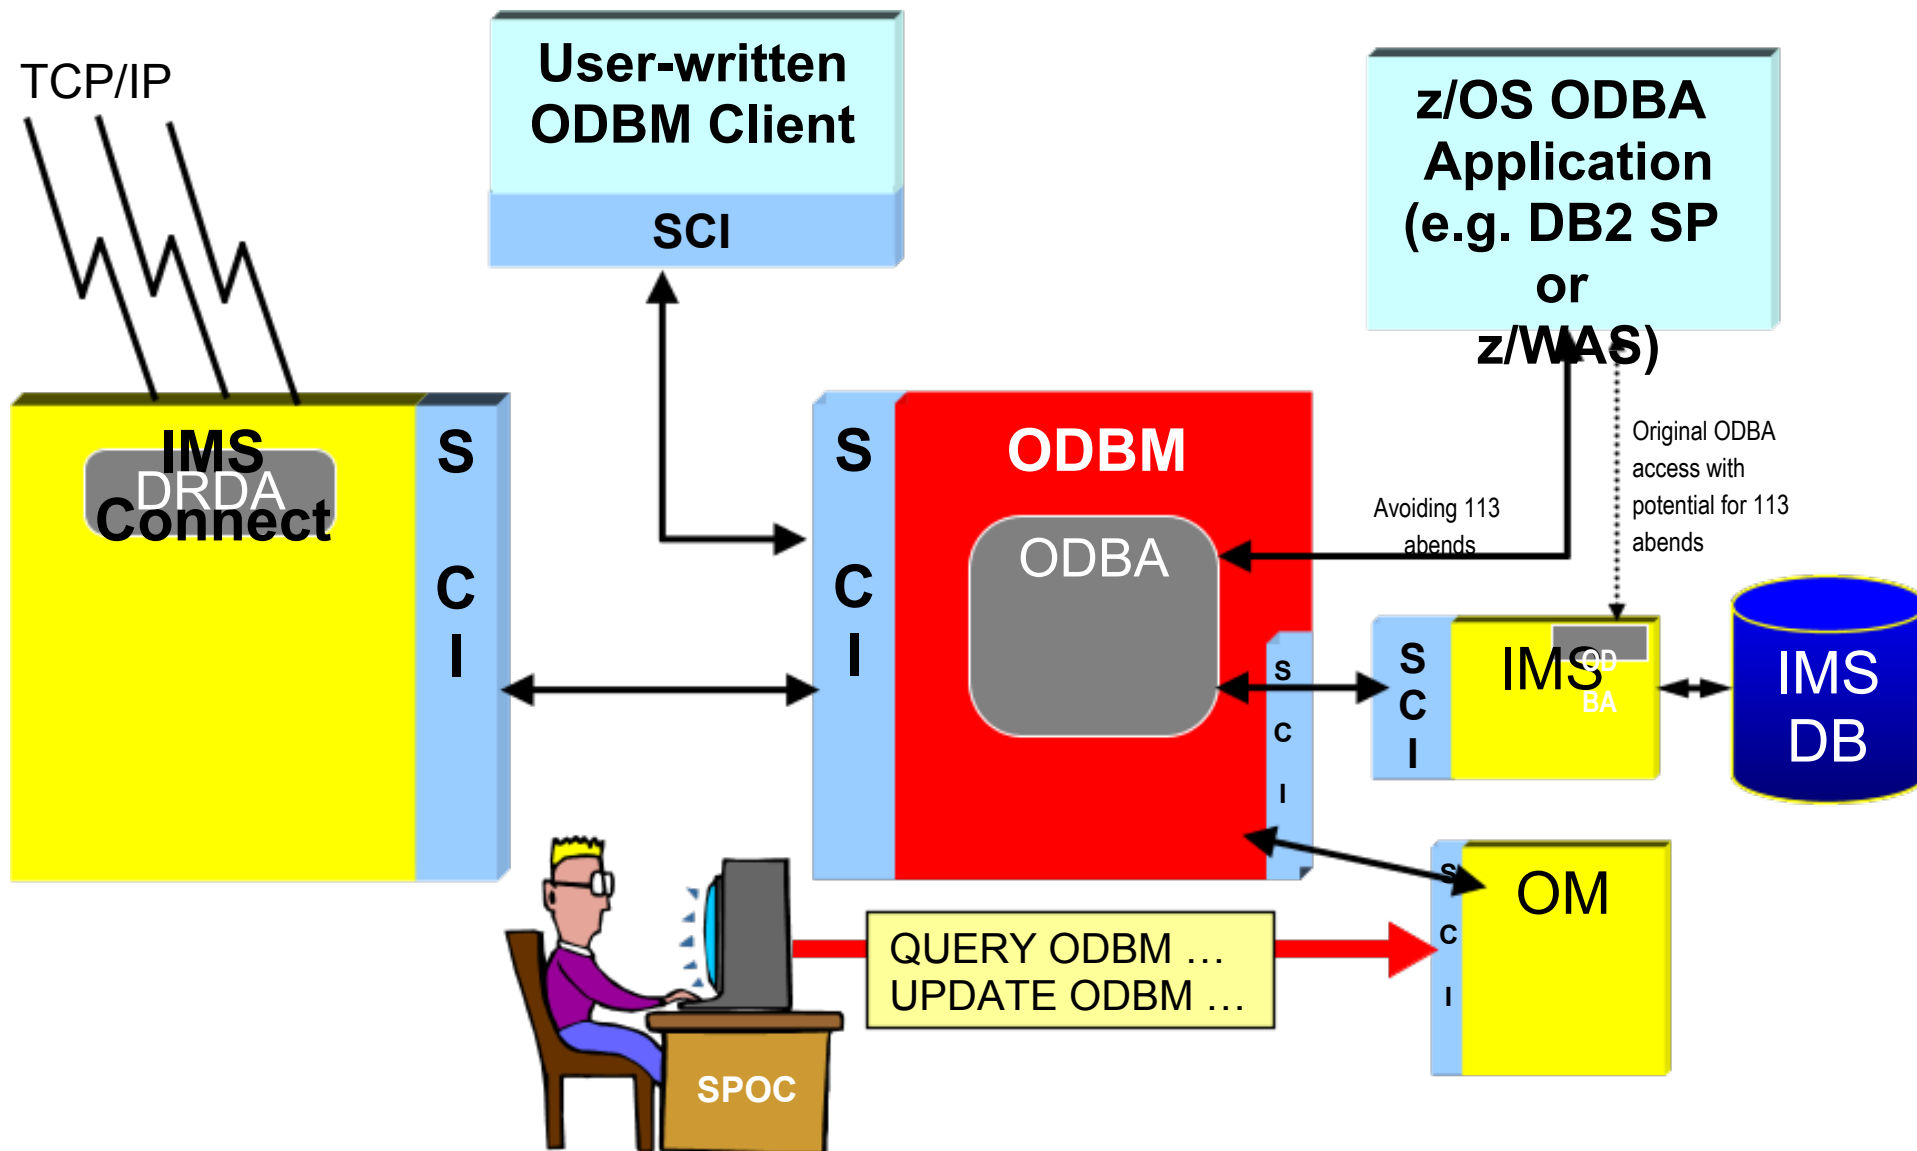 TCP/IP
User-written
ODBM Client
SCI
z/OS ODBA
Application
(e.g. DB2 SP
or
z/WAS)
IMS
DRDA
Connect
S
C
I
S
C
I
ODBM
ODBA
Avoiding 113
abends
Original ODBA
access with
potential for 113
abends
S
C
I
S
C
I
IMS
OD
BA
IMS
DB
S
C
I
OM
QUERY ODBM …
UPDATE ODBM …
SPOC